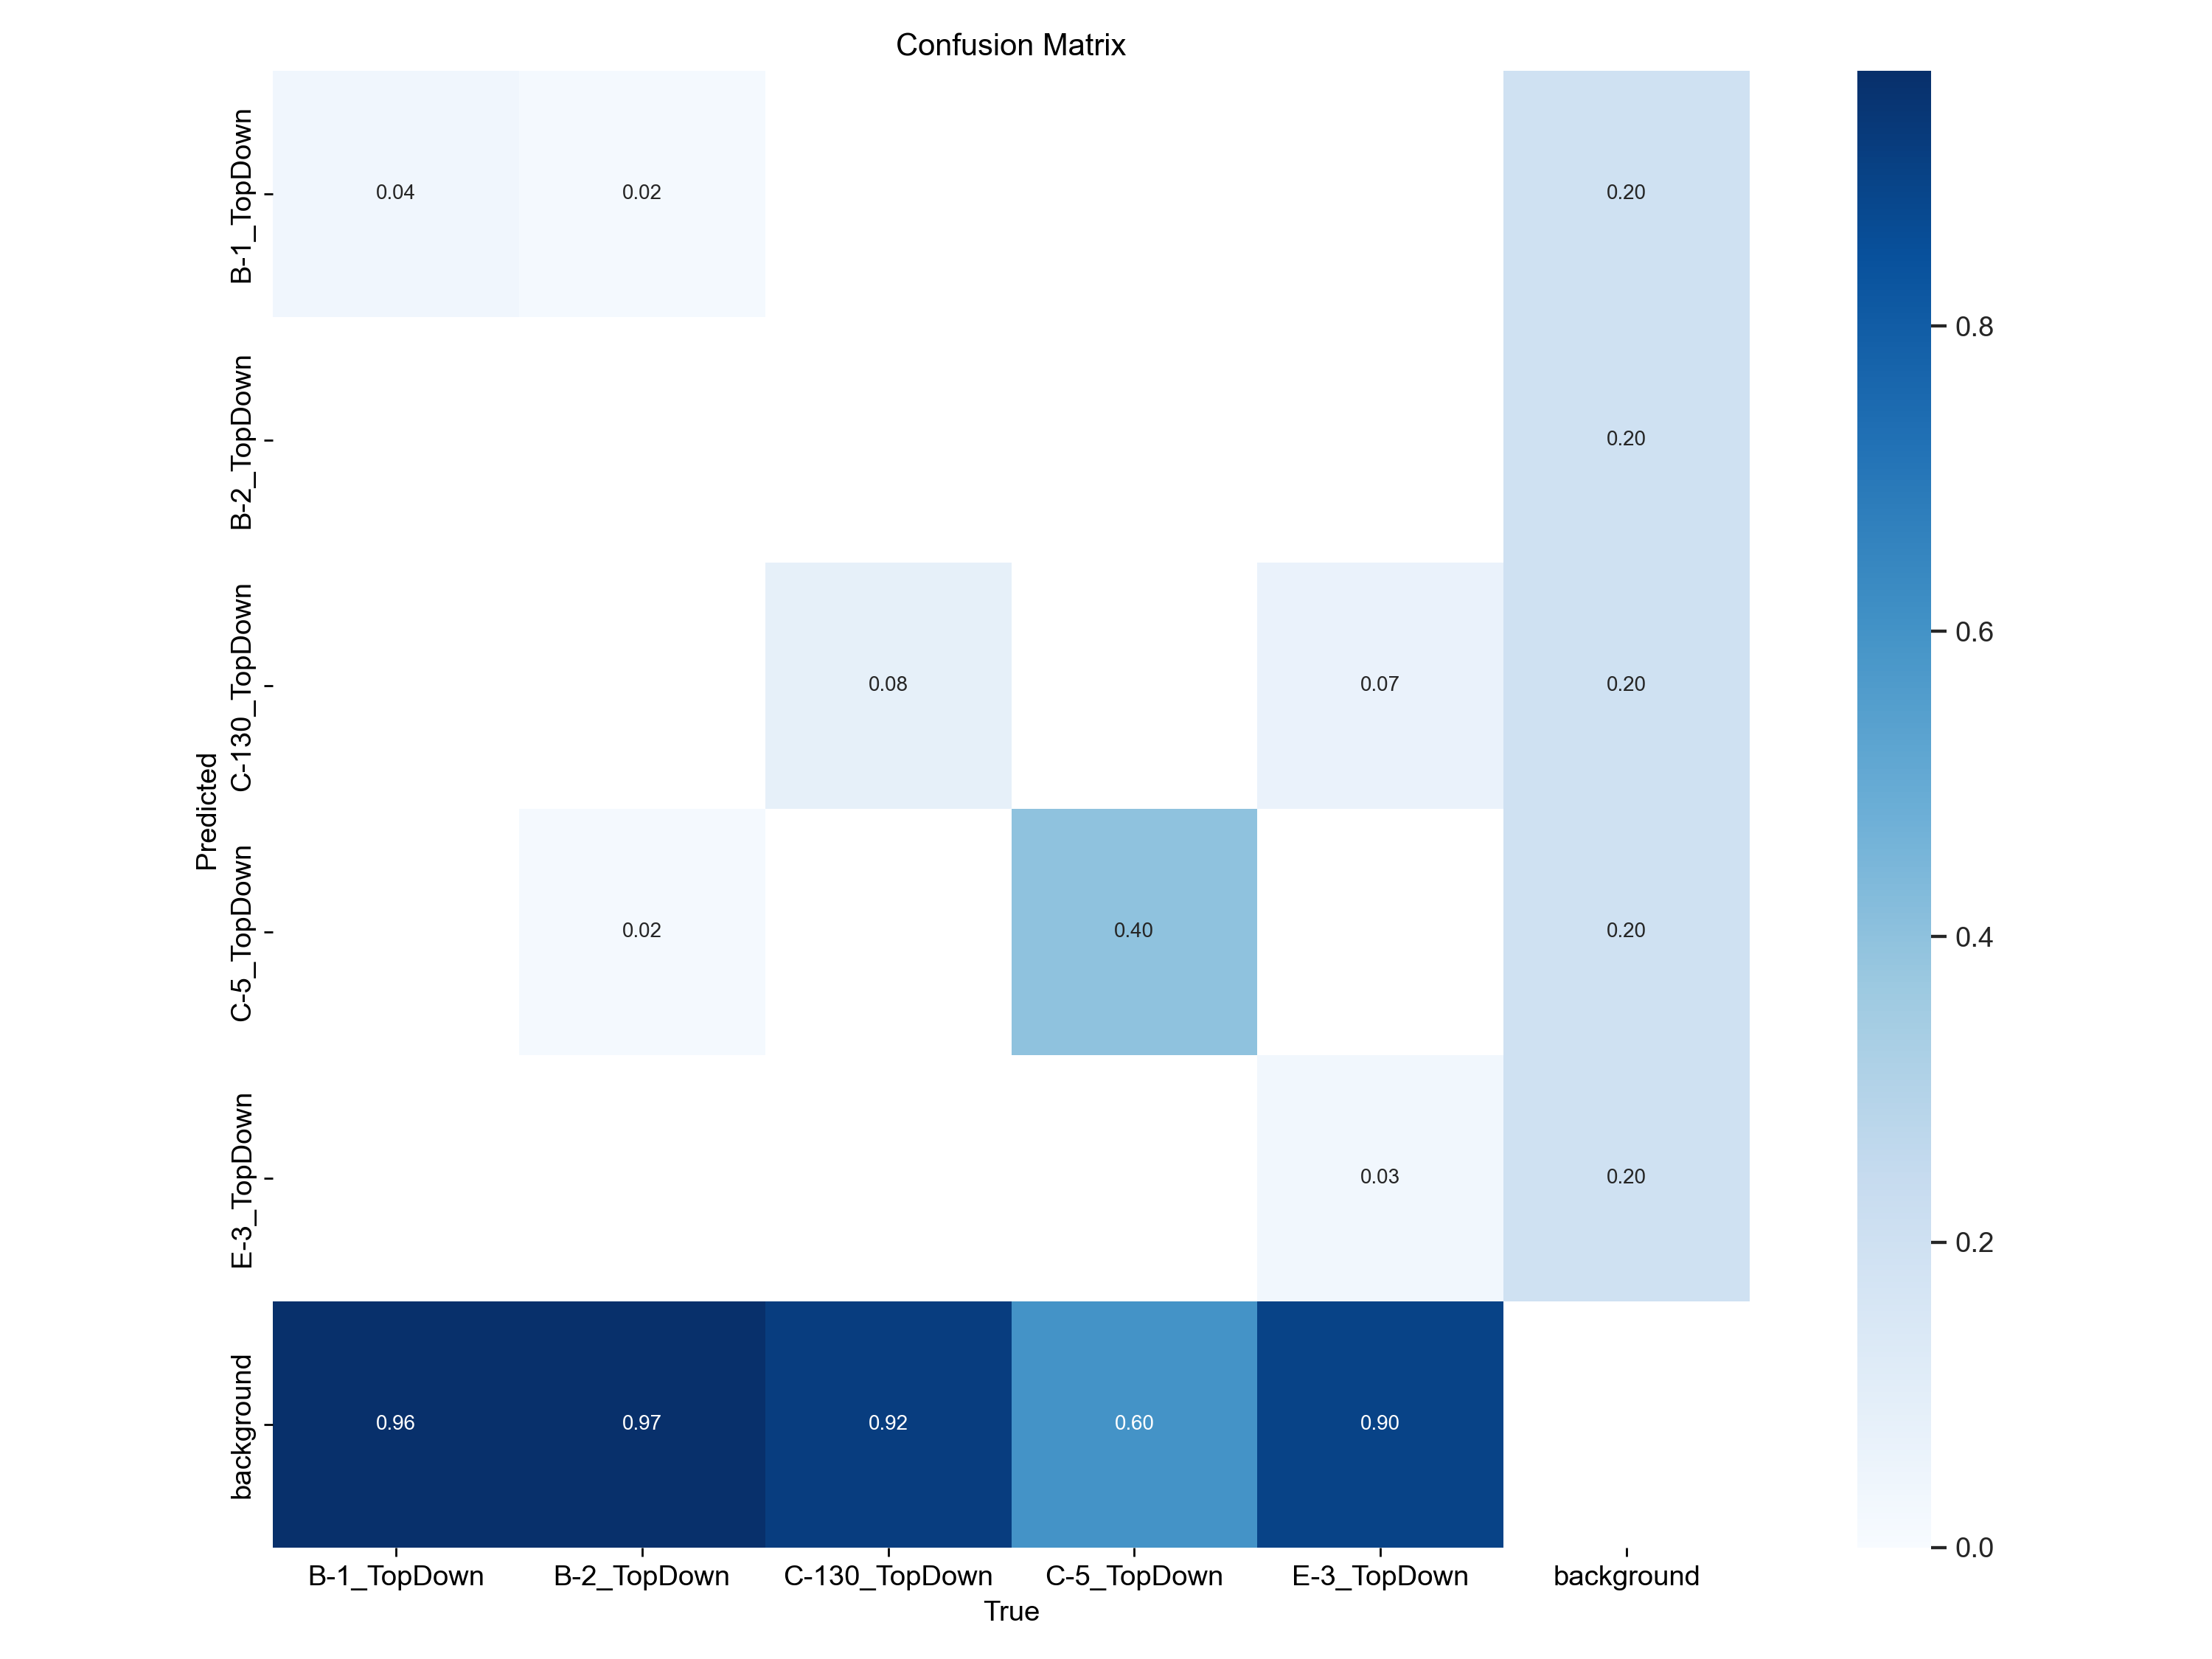 Confusion Matrix
B-1_TopDown
0.04 0.02 0.20
B-2_TopDown
0.20
C-130_TopDown
0.08 0.07 0.20
C-5_TopDown
0.02 0.40 0.20
E-3_TopDown
0.03 0.20
background
0.96 0.97 0.92 0.60 0.90
Predicted
B-1_TopDown B-2_TopDown C-130_TopDown C-5_TopDown E-3_TopDown background
True
0.8
0.6
0.4
0.2
0.0